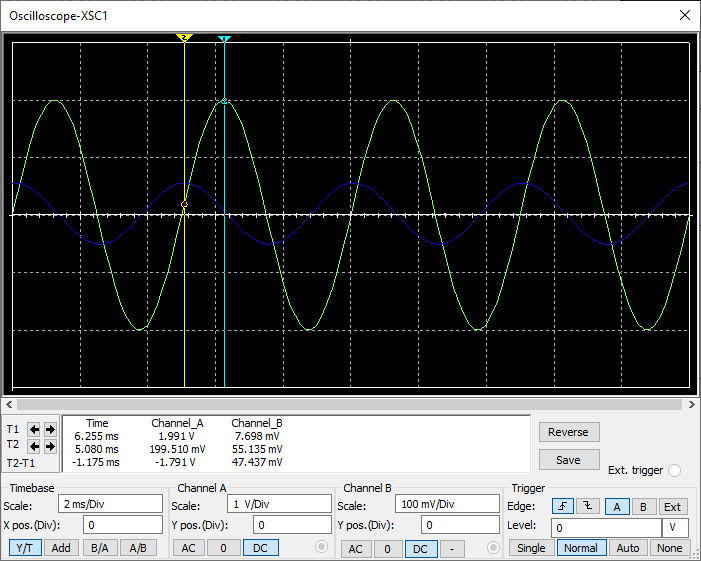 Oscilloscope-XSC1
2 1
T1
T2
T2-T1
Time Channel_A Channel_B
6.255 ms 1.991 V 7.698 mV
5.080 ms 199.510 mV 55.135 mV
-1.175 ms -1.791 V 47.437 mV
Reverse
Save
Ext. trigger
Timebase
Scale: 2 ms/Div
X pos.(Div): 0
Y/T Add B/A A/B
Channel A
Scale: 1 V/Div
Y pos.(Div): 0
AC 0 DC
Channel B
Scale: 100 mV/Div
Y pos.(Div): 0
AC 0 DC -
Trigger
Edge: A B Ext
Level: 0 V
Single Normal Auto None